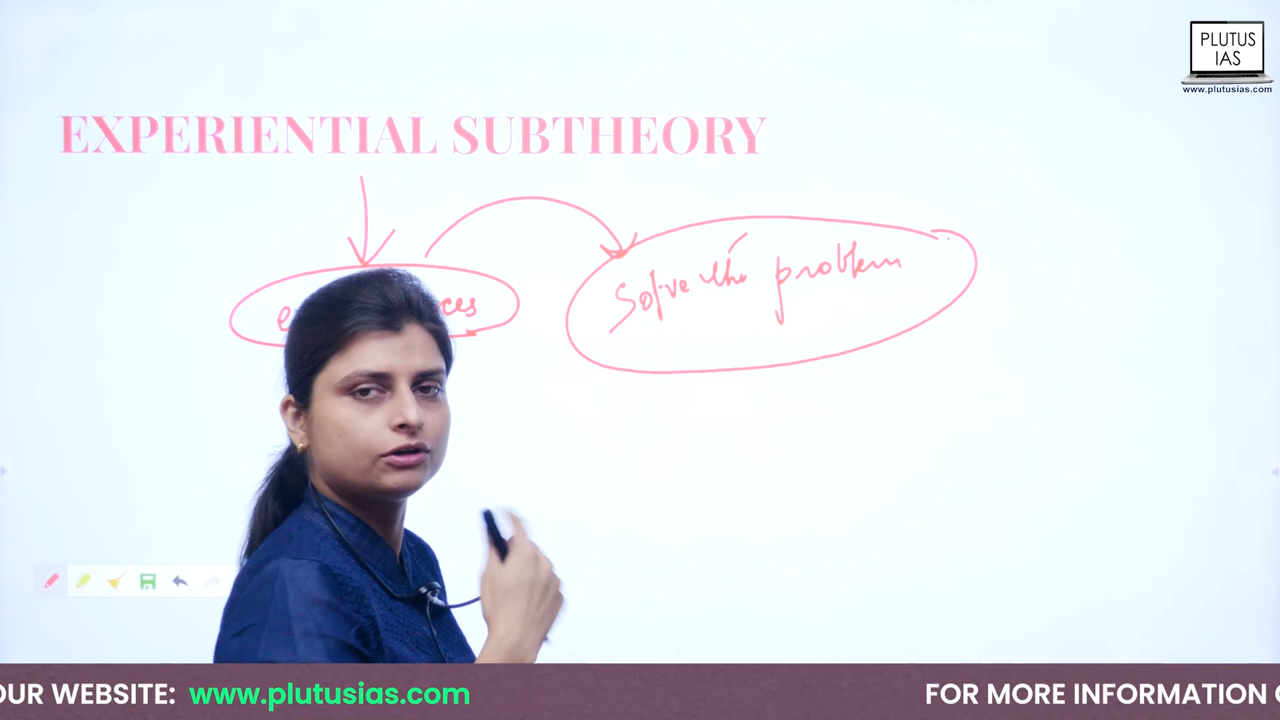 PLUTUS
IAS
www.plutusias.com
EXPERIENTIAL SUBTHEORY
Solve the problem
OUR WEBSITE: www.plutusias.com
FOR MORE INFORMATION